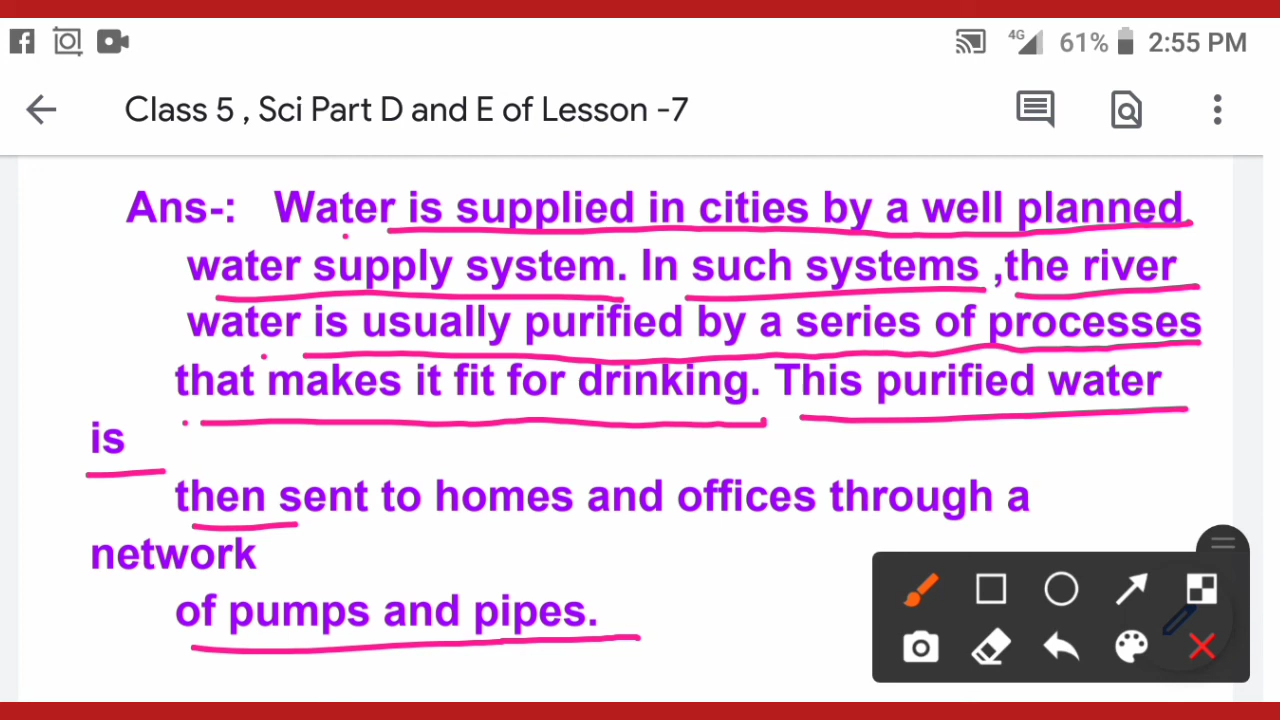 4G 61% 2:55 PM
Class 5 , Sci Part D and E of Lesson -7
Ans-: Water is supplied in cities by a well planned
water supply system. In such systems ,the river
water is usually purified by a series of processes
that makes it fit for drinking. This purified water
is
then sent to homes and offices through a
network
of pumps and pipes.